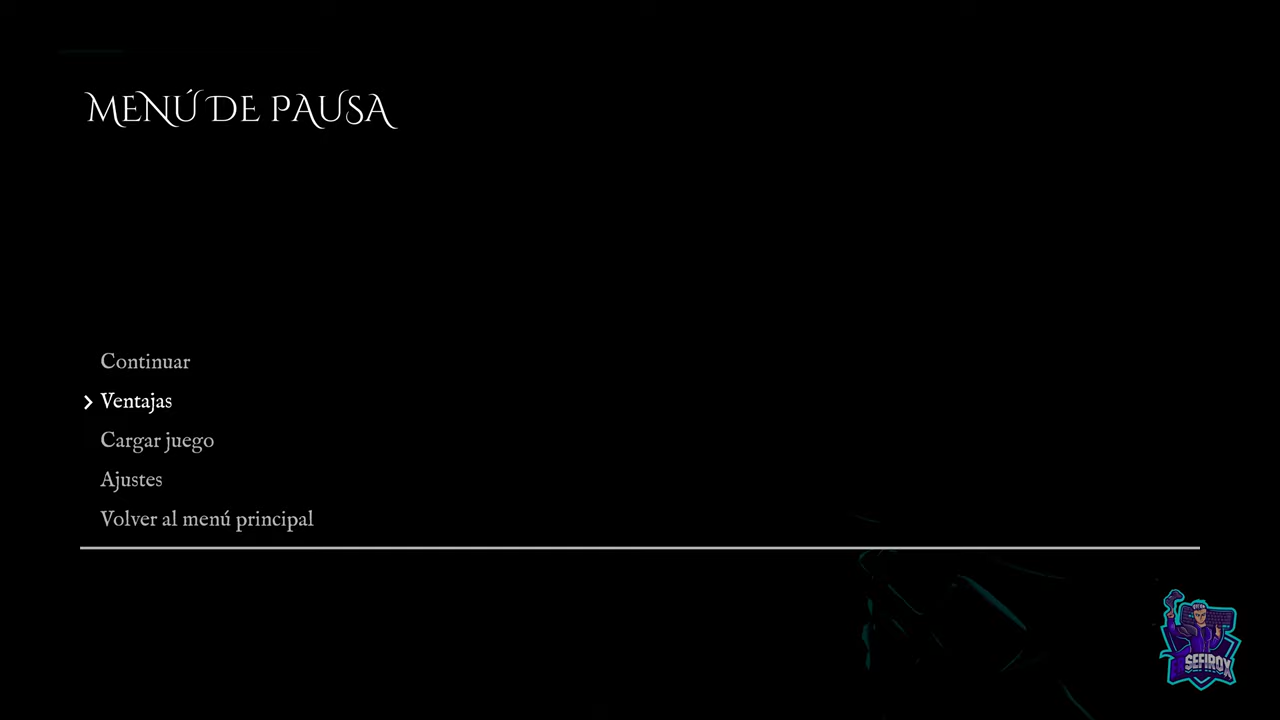 MENÚ DE PAUSA
Continuar
Ventajas
Cargar juego
Ajustes
Volver al menú principal
SEFIROX